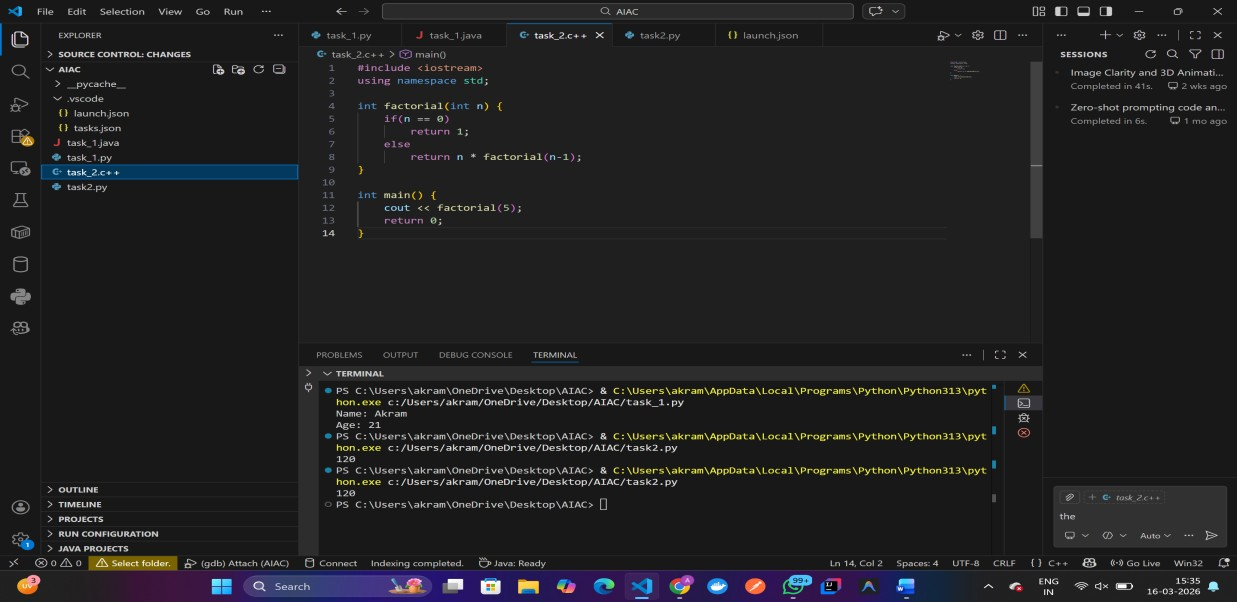 File Edit Selection View Go Run ··· ← → AIAC
EXPLORER ···
SOURCE CONTROL: CHANGES
AIAC
__pycache__
.vscode
{} launch.json
{} tasks.json
J task_1.java
task_1.py
task_2.c++
task2.py
OUTLINE
TIMELINE
PROJECTS
RUN CONFIGURATION
JAVA PROJECTS
task_1.py J task_1.java task_2.c++ × task2.py {} launch.json
task_2.c++ > main()
1 #include <iostream>
2 using namespace std;
3
4 int factorial(int n) {
5 if(n == 0)
6 return 1;
7 else
8 return n * factorial(n-1);
9 }
10
11 int main() {
12 cout << factorial(5);
13 return 0;
14 }
PROBLEMS OUTPUT DEBUG CONSOLE TERMINAL
TERMINAL
PS C:\Users\akram\OneDrive\Desktop\AIAC> & C:\Users\akram\AppData\Local\Programs\Python\Python313\pyt
hon.exe c:/Users/akram/OneDrive/Desktop/AIAC/task_1.py
Name: Akram
Age: 21
PS C:\Users\akram\OneDrive\Desktop\AIAC> & C:\Users\akram\AppData\Local\Programs\Python\Python313\pyt
hon.exe c:/Users/akram/OneDrive/Desktop/AIAC/task2.py
120
PS C:\Users\akram\OneDrive\Desktop\AIAC> & C:\Users\akram\AppData\Local\Programs\Python\Python313\pyt
hon.exe c:/Users/akram/OneDrive/Desktop/AIAC/task2.py
120
PS C:\Users\akram\OneDrive\Desktop\AIAC>
SESSIONS
Image Clarity and 3D Animati...
Completed in 41s. 2 wks ago
Zero-shot prompting code an...
Completed in 6s. 1 mo ago
+ task_2.c++
the
Auto
0 0 Select folder. (gdb) Attach (AIAC) Connect Indexing completed. Java: Ready Ln 14, Col 2 Spaces: 4 UTF-8 CRLF {} C++ Go Live Win32
3 Search 99+ ENG 15:35
IN 16-03-2026